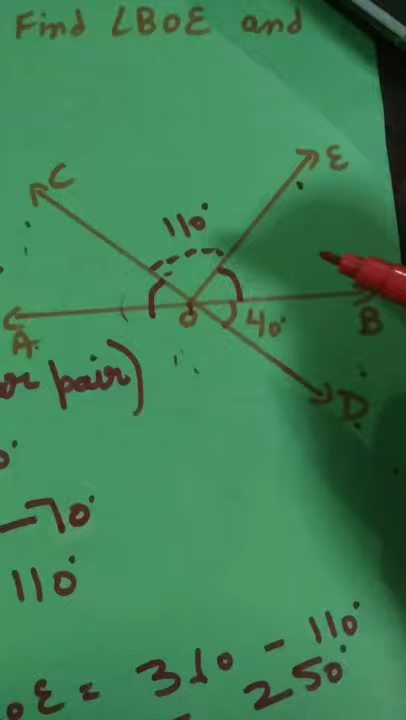 Find ∠BOE and
C
E
110°
A
O
40°
B
D
pair)
-70°
110°
OE = 310 - 110°
= 250°